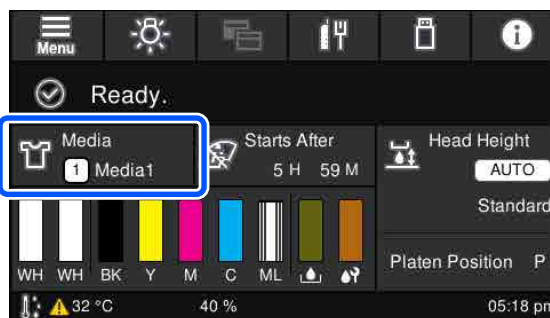 Menu
Ready.
Media
1 Media1
Starts After
5 H 59 M
Head Height
AUTO
Standard
Platen Position P
WH WH BK Y M C ML
32 °C
40 %
05:18 pm